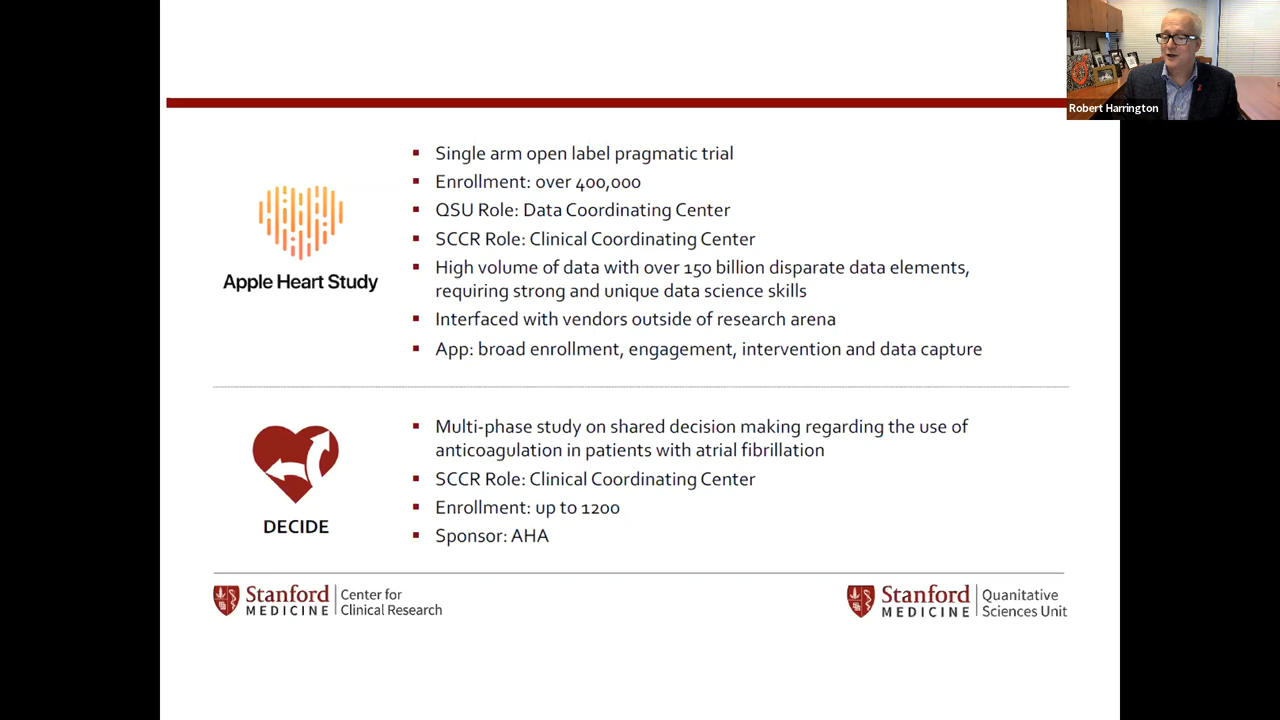 Robert Harrington
Single arm open label pragmatic trial
Enrollment: over 400,000
QSU Role: Data Coordinating Center
SCCR Role: Clinical Coordinating Center
High volume of data with over 150 billion disparate data elements,
requiring strong and unique data science skills
Interfaced with vendors outside of research arena
App: broad enrollment, engagement, intervention and data capture
Apple Heart Study
Multi-phase study on shared decision making regarding the use of
anticoagulation in patients with atrial fibrillation
SCCR Role: Clinical Coordinating Center
Enrollment: up to 1200
Sponsor: AHA
DECIDE
Stanford
MEDICINE
Center for
Clinical Research
Stanford
MEDICINE
Quanitative
Sciences Unit